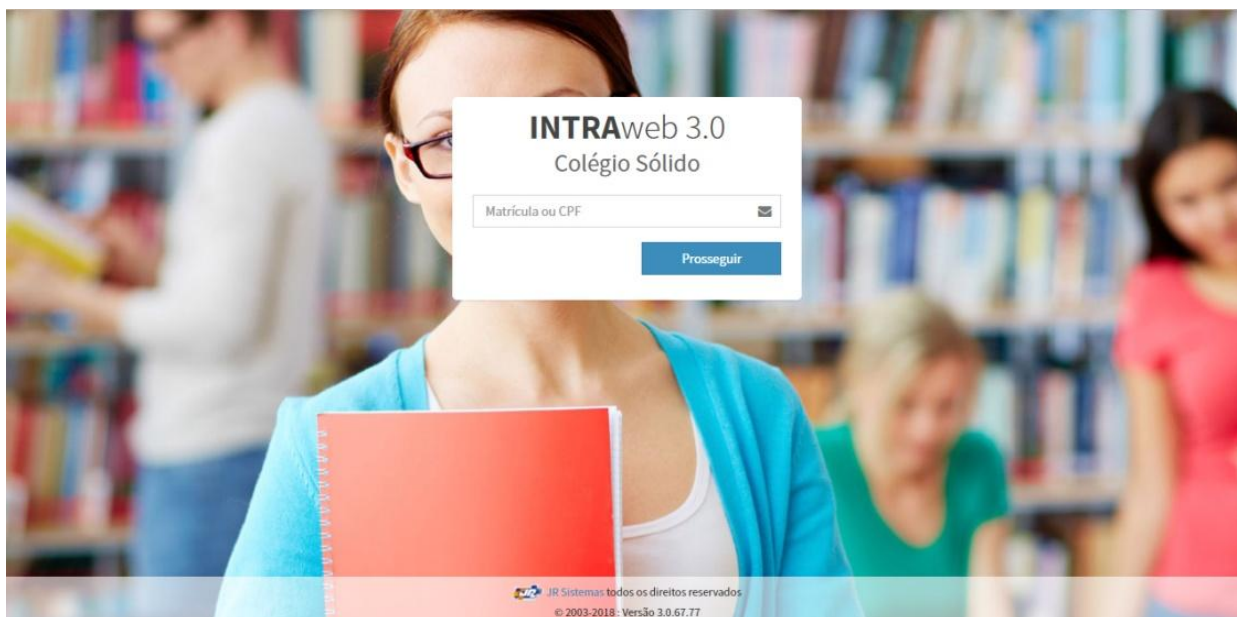 INTRAweb 3.0
Colégio Sólido
Matrícula ou CPF
Prosseguir
JR JR Sistemas todos os direitos reservados
© 2003-2018 : Versão 3.0.67.77